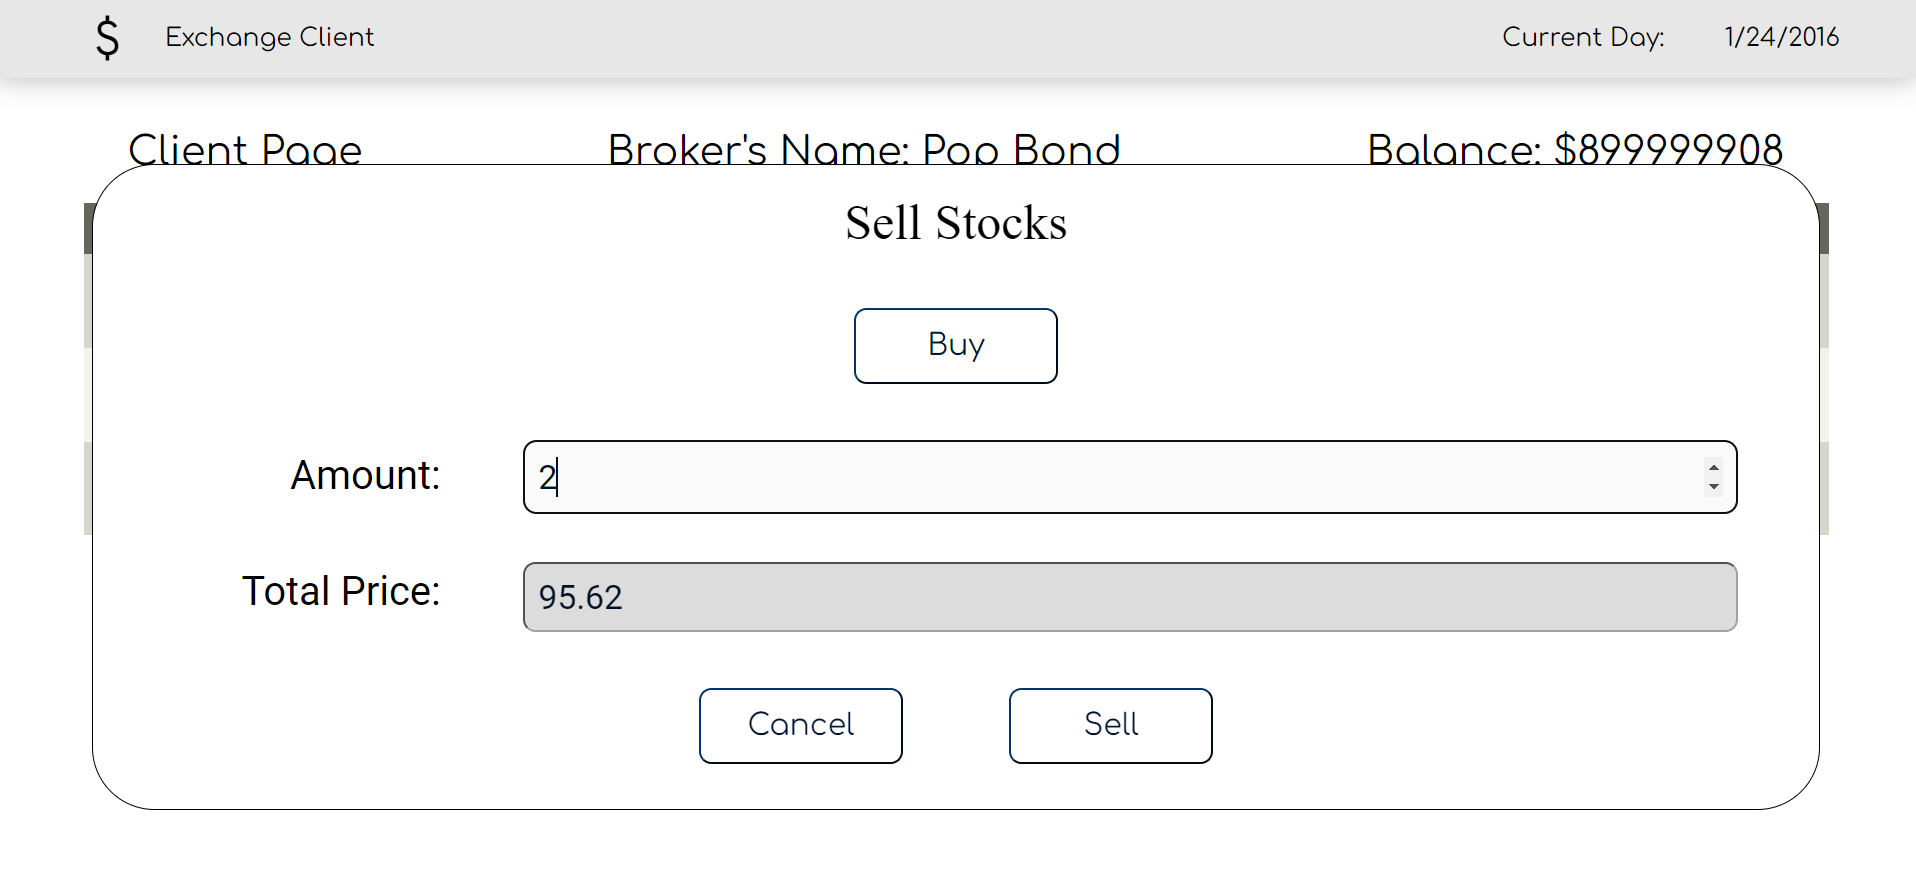 $ Exchange Client Current Day: 1/24/2016
Client Page Broker's Name: Pop Bond Balance: $899999908
Sell Stocks
Buy
Amount: 2
Total Price: 95.62
Cancel Sell